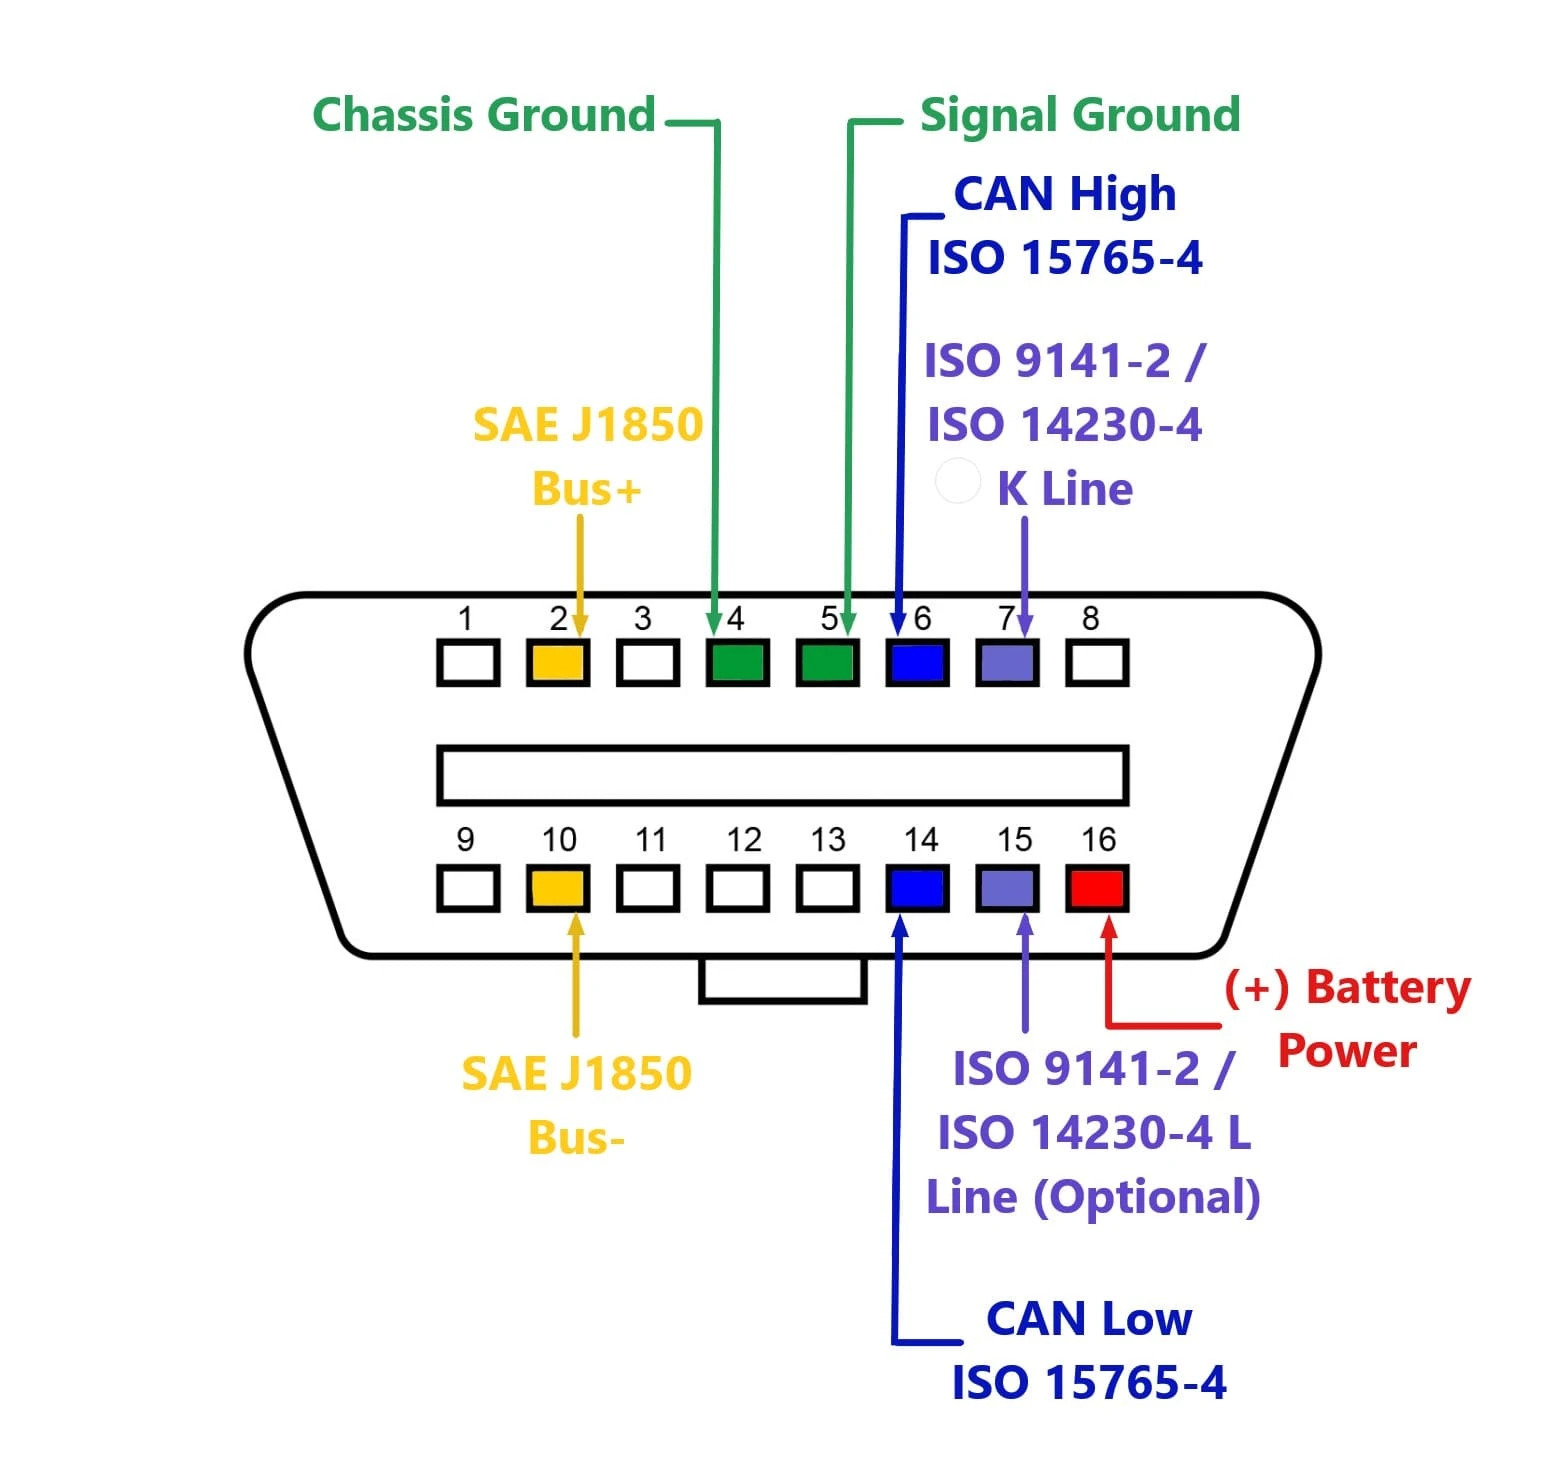 Chassis Ground
Signal Ground
CAN High
ISO 15765-4
ISO 9141-2 /
ISO 14230-4
K Line
SAE J1850
Bus+
1 2 3 4 5 6 7 8
9 10 11 12 13 14 15 16
(+) Battery
Power
SAE J1850
Bus-
ISO 9141-2 /
ISO 14230-4 L
Line (Optional)
CAN Low
ISO 15765-4